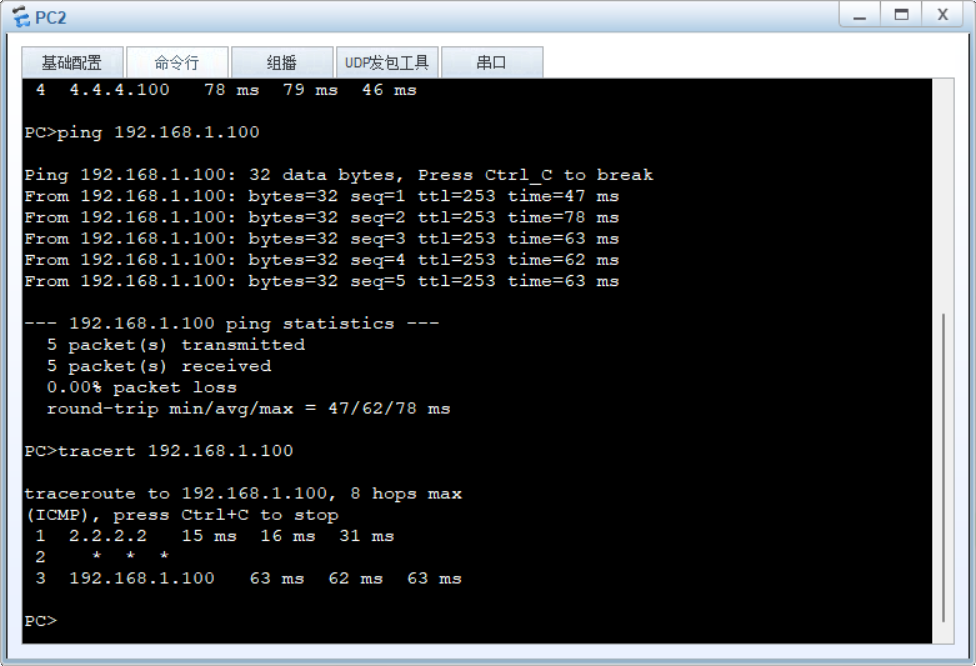 PC2
基础配置 命令行 组播 UDP发包工具 串口
4 4.4.4.100 78 ms 79 ms 46 ms
PC>ping 192.168.1.100
Ping 192.168.1.100: 32 data bytes, Press Ctrl_C to break
From 192.168.1.100: bytes=32 seq=1 ttl=253 time=47 ms
From 192.168.1.100: bytes=32 seq=2 ttl=253 time=78 ms
From 192.168.1.100: bytes=32 seq=3 ttl=253 time=63 ms
From 192.168.1.100: bytes=32 seq=4 ttl=253 time=62 ms
From 192.168.1.100: bytes=32 seq=5 ttl=253 time=63 ms
--- 192.168.1.100 ping statistics ---
5 packet(s) transmitted
5 packet(s) received
0.00% packet loss
round-trip min/avg/max = 47/62/78 ms
PC>tracert 192.168.1.100
traceroute to 192.168.1.100, 8 hops max
(ICMP), press Ctrl+C to stop
1 2.2.2.2 15 ms 16 ms 31 ms
2 * * *
3 192.168.1.100 63 ms 62 ms 63 ms
PC>